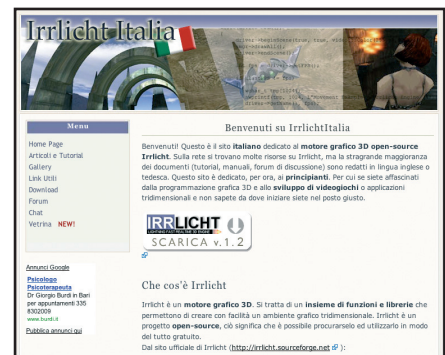 Irrlicht Italia
Menu
Home Page
Articoli e Tutorial
Gallery
Link Utili
Download
Forum
Chat
Vetrina NEW!
Annunci Google
Psicologo
Psicoterapeuta
Dr Giorgio Burdi in Bari
per appuntamenti 335
8302009
www.burdi.it
Pubblica annunci qui
Benvenuti su IrrlichtItalia
Benvenuti! Questo è il sito italiano dedicato al motore grafico 3D open-source
Irrlicht. Sulla rete si trovano molte risorse su Irrlicht, ma la stragrande maggioranza
dei documenti (tutorial, manuali, forum di discussione) sono redatti in lingua inglese o
tedesca. Questo sito è dedicato, per ora, ai principianti. Per cui se siete affascinati
dalla programmazione grafica 3D e allo sviluppo di videogiochi o applicazioni
tridimensionali e non sapete da dove iniziare siete nel posto giusto.
IRRLICHT
LIGHTNING FAST REALTIME 3D ENGINE
SCARICA v.1.2
Che cos'è Irrlicht
Irrlicht è un motore grafico 3D. Si tratta di un insieme di funzioni e librerie che
permettono di creare con facilità un ambiente grafico tridimensionale. Irrlicht è un
progetto open-source, ciò significa che è possibile procurarselo ed utilizzarlo in modo
del tutto gratuito.
Dal sito ufficiale di Irrlicht (http://irrlicht.sourceforge.net ):